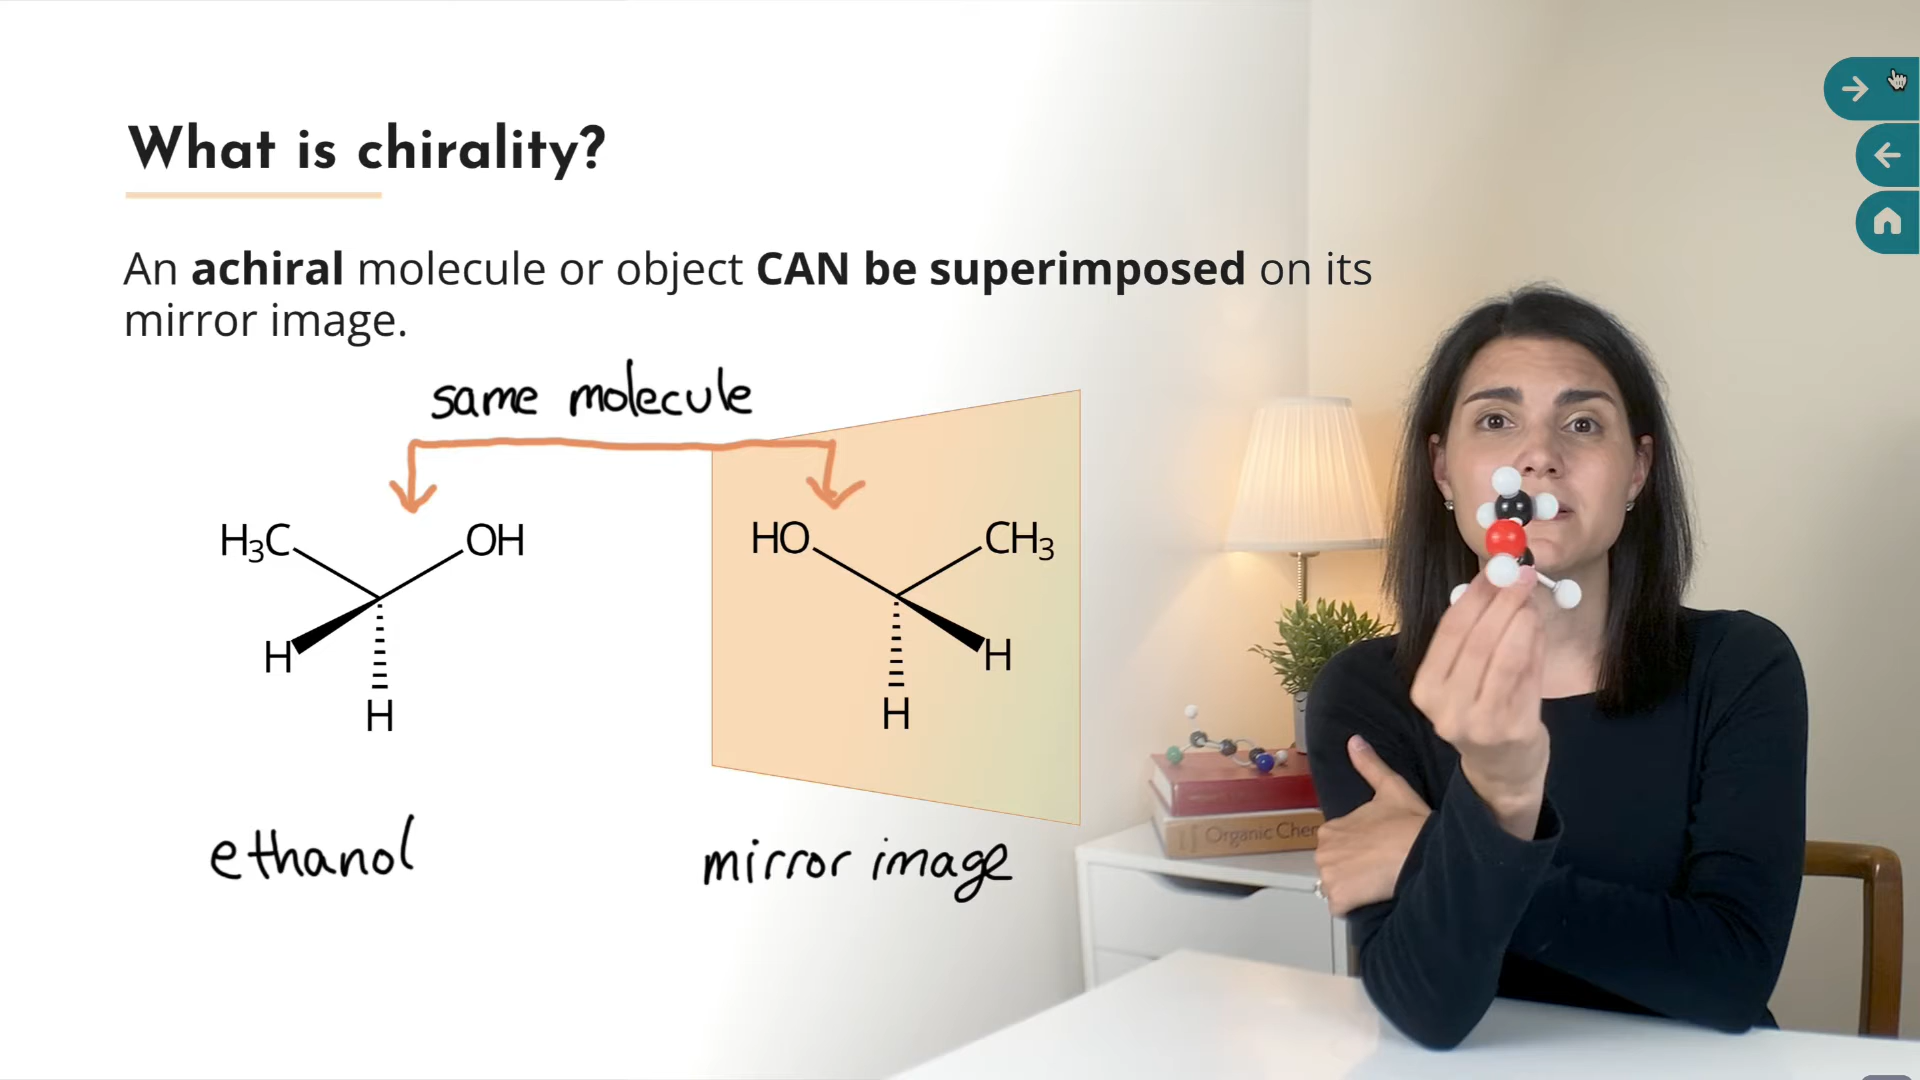 What is chirality?
An achiral molecule or object CAN be superimposed on its
mirror image.
same molecule
H₃C OH
H
H
HO CH₃
H
H
ethanol
mirror image
Organic Chem